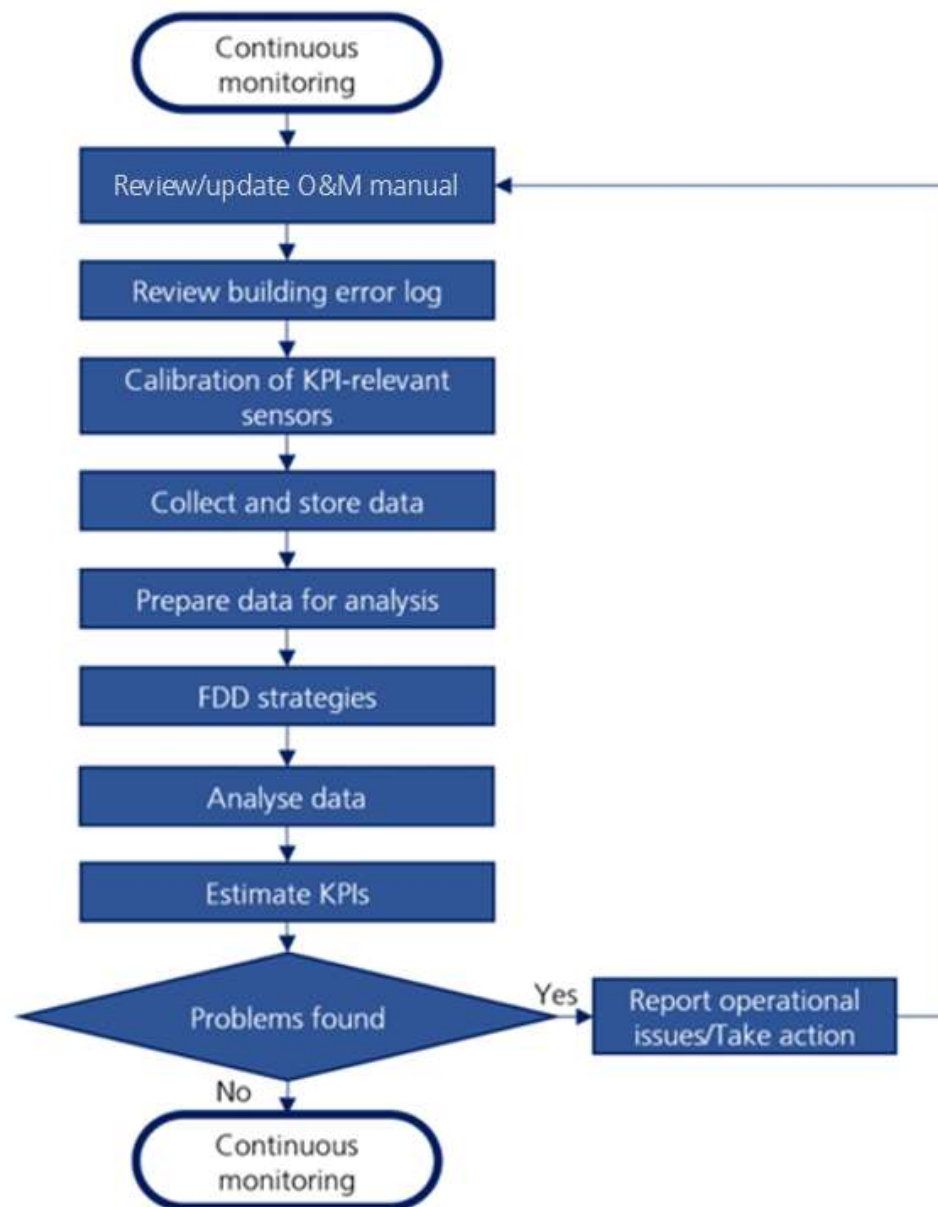 Continuous
monitoring
Review/update O&M manual
Review building error log
Calibration of KPI-relevant
sensors
Collect and store data
Prepare data for analysis
FDD strategies
Analyse data
Estimate KPIs
Problems found
Yes
Report operational
issues/Take action
No
Continuous
monitoring